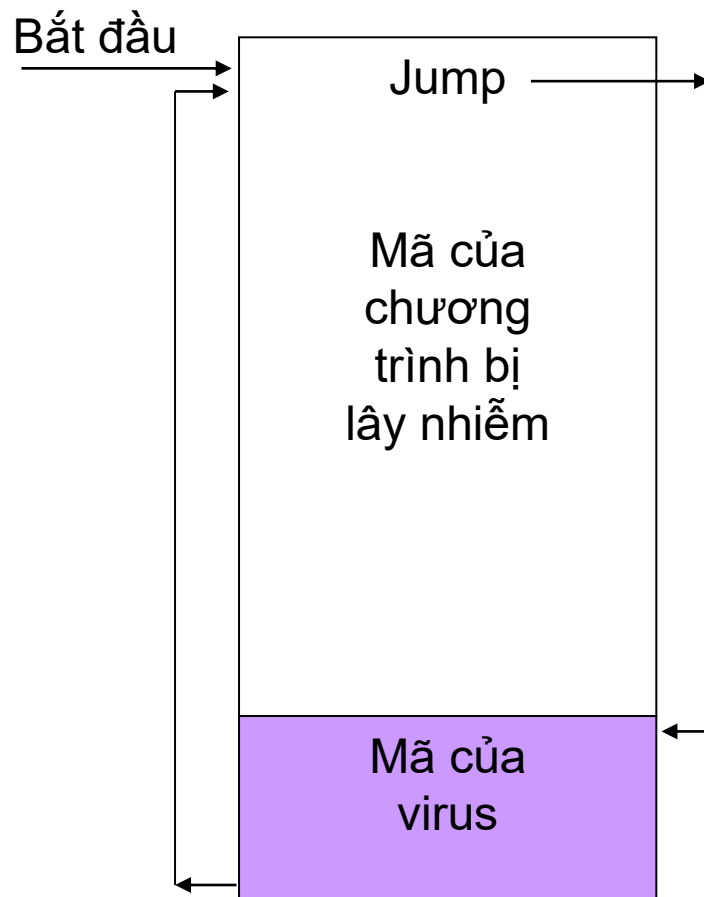 Bắt đầu
Jump
Mã của
chương
trình bị
lây nhiễm
Mã của
virus